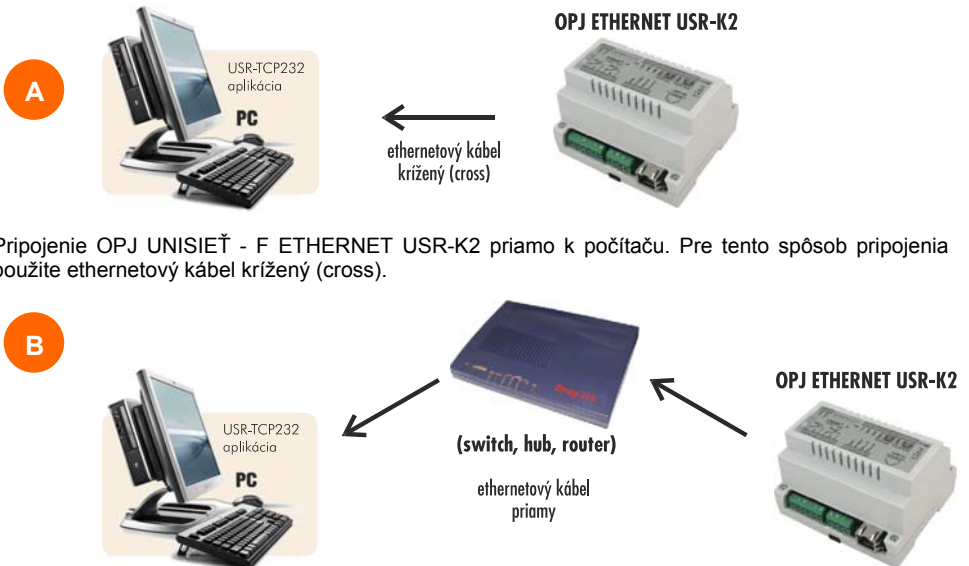 OPJ ETHERNET USR-K2
A
USR-TCP232
aplikácia
PC
ethernetový kábel
krížený (cross)
Pripojenie OPJ UNISIEŤ - F ETHERNET USR-K2 priamo k počítaču. Pre tento spôsob pripojenia
použite ethernetový kábel krížený (cross).
B
OPJ ETHERNET USR-K2
USR-TCP232
aplikácia
PC
(switch, hub, router)
ethernetový kábel
priamy